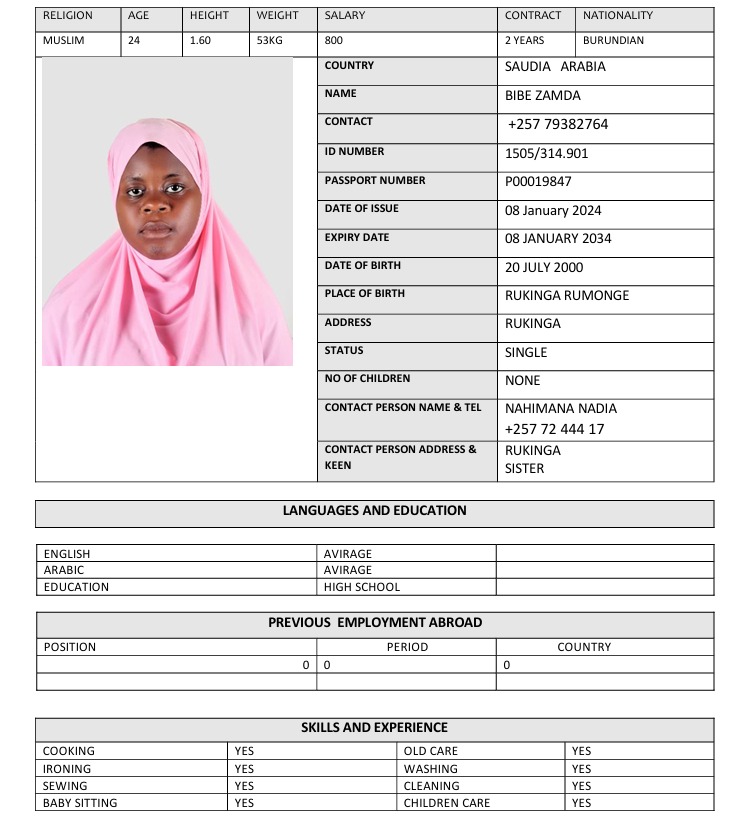 RELIGION AGE HEIGHT WEIGHT SALARY CONTRACT NATIONALITY
MUSLIM 24 1.60 53KG 800 2 YEARS BURUNDIAN
COUNTRY SAUDIA ARABIA
NAME BIBE ZAMDA
CONTACT +257 79382764
ID NUMBER 1505/314.901
PASSPORT NUMBER P00019847
DATE OF ISSUE 08 January 2024
EXPIRY DATE 08 JANUARY 2034
DATE OF BIRTH 20 JULY 2000
PLACE OF BIRTH RUKINGA RUMONGE
ADDRESS RUKINGA
STATUS SINGLE
NO OF CHILDREN NONE
CONTACT PERSON NAME & TEL NAHIMANA NADIA
+257 72 444 17
CONTACT PERSON ADDRESS & RUKINGA
KEEN SISTER
LANGUAGES AND EDUCATION
ENGLISH AVIRAGE
ARABIC AVIRAGE
EDUCATION HIGH SCHOOL
PREVIOUS EMPLOYMENT ABROAD
POSITION PERIOD COUNTRY
0 0 0
SKILLS AND EXPERIENCE
COOKING YES OLD CARE YES
IRONING YES WASHING YES
SEWING YES CLEANING YES
BABY SITTING YES CHILDREN CARE YES